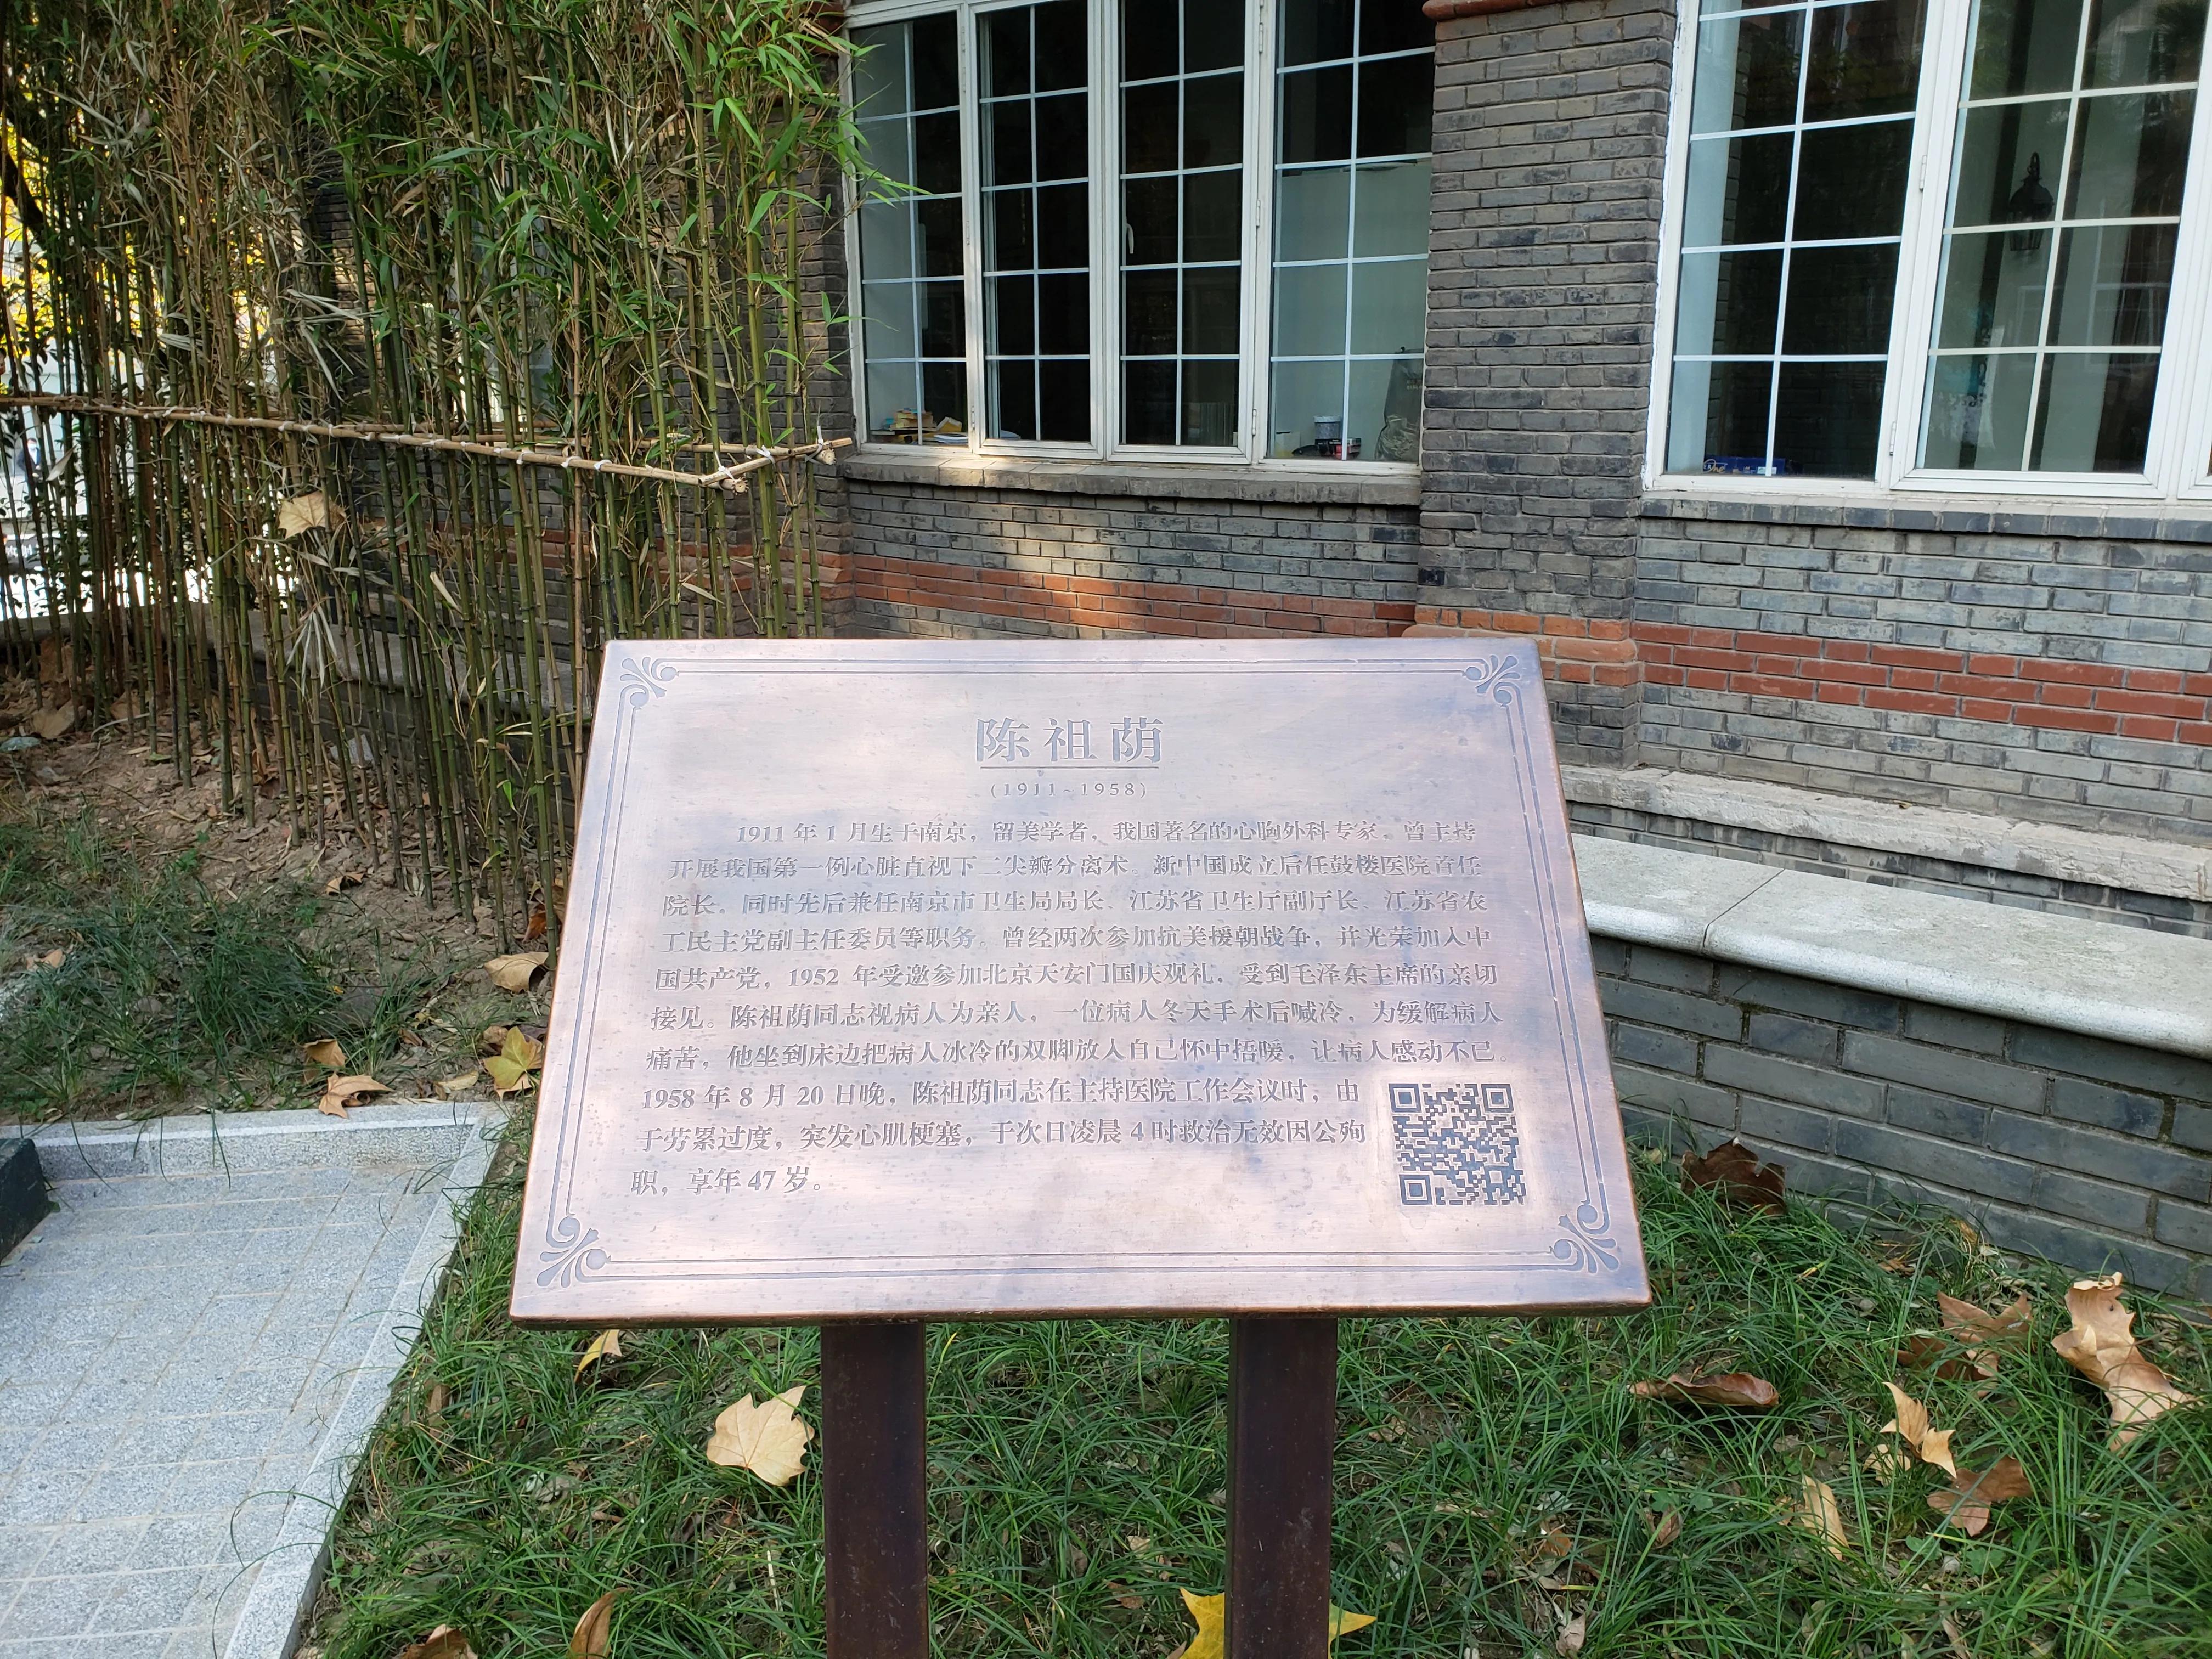 陈祖荫
(1911~1958)
1911 年 1 月生于南京，留美学者，我国著名的心胸外科专家。曾主持
开展我国第一例心脏直视下二尖瓣分离术。新中国成立后任鼓楼医院首任
院长。同时先后兼任南京市卫生局局长、江苏省卫生厅副厅长、江苏省农
工民主党副主任委员等职务。曾经两次参加抗美援朝战争，并光荣加入中
国共产党，1952 年受邀参加北京天安门国庆观礼，受到毛泽东主席的亲切
接见。陈祖荫同志视病人为亲人，一位病人冬天手术后喊冷，为缓解病人
痛苦，他坐到床边把病人冰冷的双脚放入自己怀中捂暖，让病人感动不已。
1958 年 8 月 20 日晚，陈祖荫同志在主持医院工作会议时，由
于劳累过度，突发心肌梗塞，于次日凌晨 4 时救治无效因公殉
职，享年 47 岁。